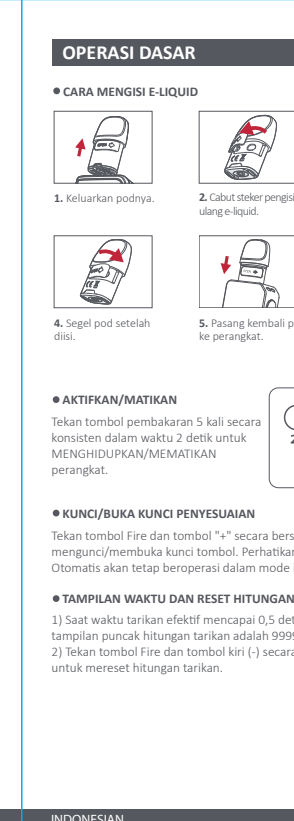 OPERASI DASAR
● CARA MENGISI E-LIQUID
1. Keluarkan podnya.
2. Cabut steker pengisi
ulang e-liquid.
4. Segel pod setelah
diisi.
5. Pasang kembali p
ke perangkat.
● AKTIFKAN/MATIKAN
Tekan tombol pembakaran 5 kali secara
konsisten dalam waktu 2 detik untuk
MENGHIDUPKAN/MEMATIKAN
perangkat.
● KUNCI/BUKA KUNCI PENYESUAIAN
Tekan tombol Fire dan tombol "+" secara bers
mengunci/membuka kunci tombol. Perhatikan
Otomatis akan tetap beroperasi dalam mode
● TAMPILAN WAKTU DAN RESET HITUNGAN
1) Saat waktu tarikan efektif mencapai 0,5 det
tampilan puncak hitungan tarikan adalah 9999
2) Tekan tombol Fire dan tombol kiri (-) secara
untuk mereset hitungan tarikan.
INDONESIAN